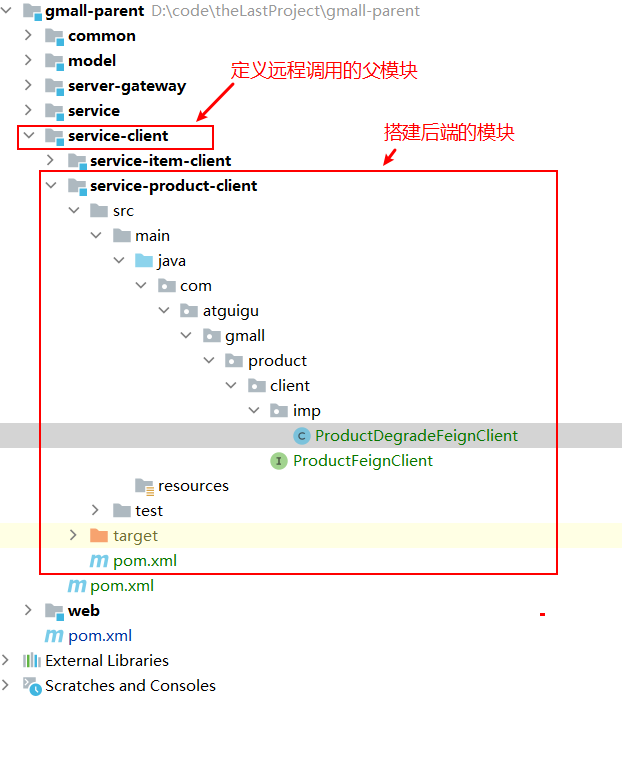 gmall-parent D:\code\theLastProject\gmall-parent
common
model
定义远程调用的父模块
server-gateway
service
搭建后端的模块
service-client
service-item-client
service-product-client
src
main
java
com
atguigu
gmall
product
client
imp
C ProductDegradeFeignClient
I ProductFeignClient
resources
test
target
m pom.xml
m pom.xml
web
m pom.xml
External Libraries
Scratches and Consoles